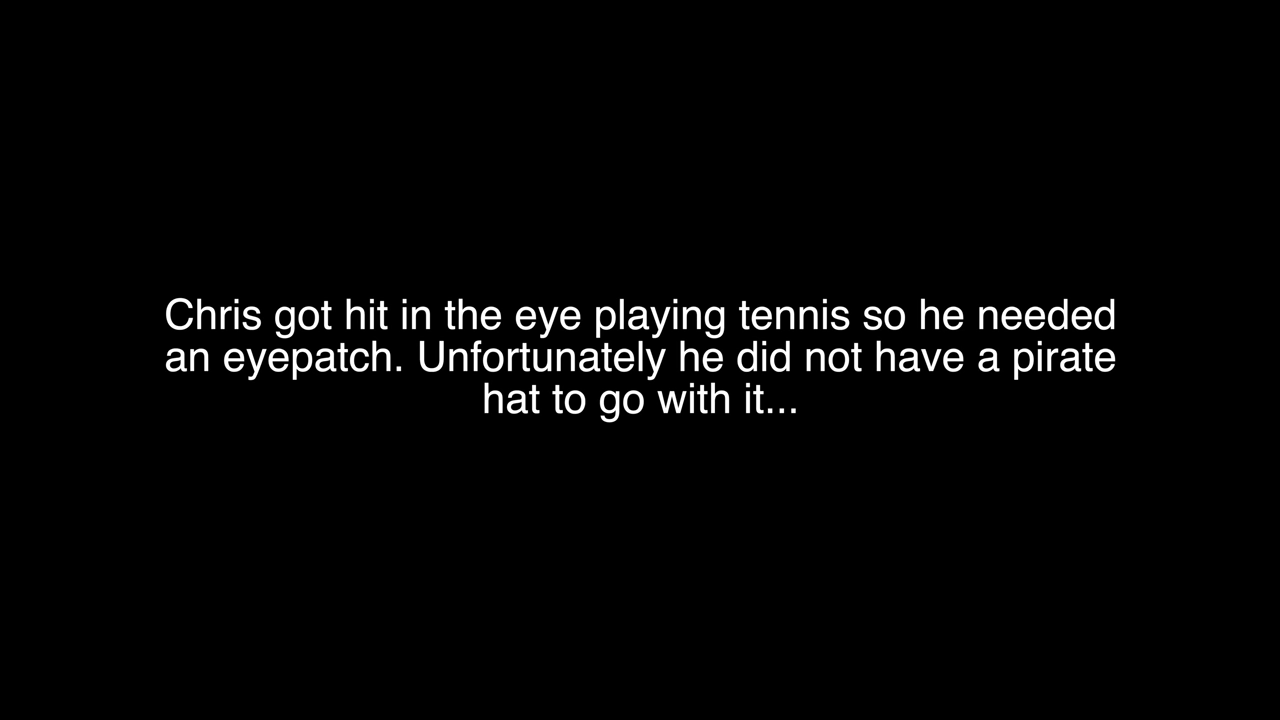 Chris got hit in the eye playing tennis so he needed
an eyepatch. Unfortunately he did not have a pirate
hat to go with it...